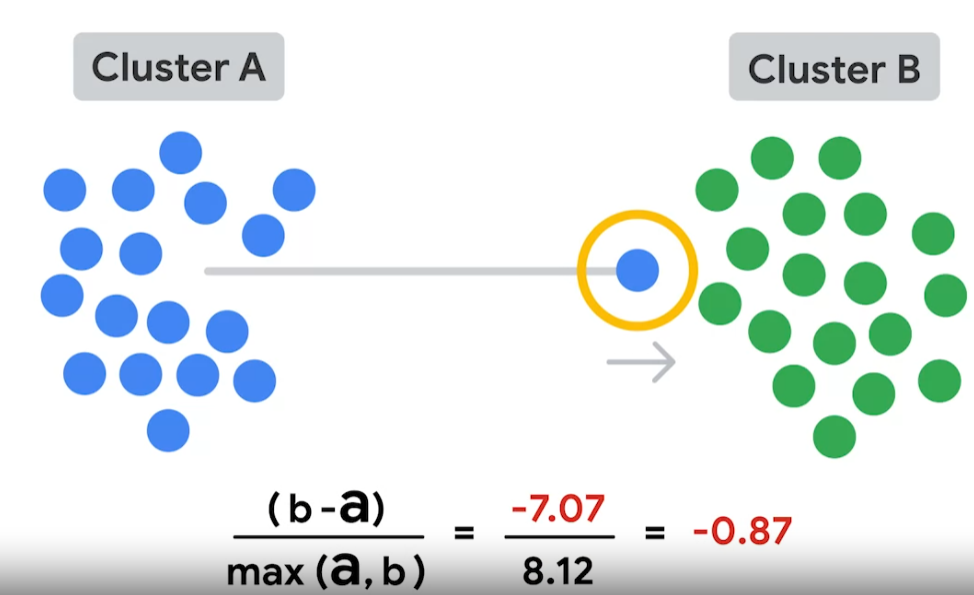 Cluster A
Cluster B
(b-a)
max (a,b)
=
-7.07
8.12
=
-0.87